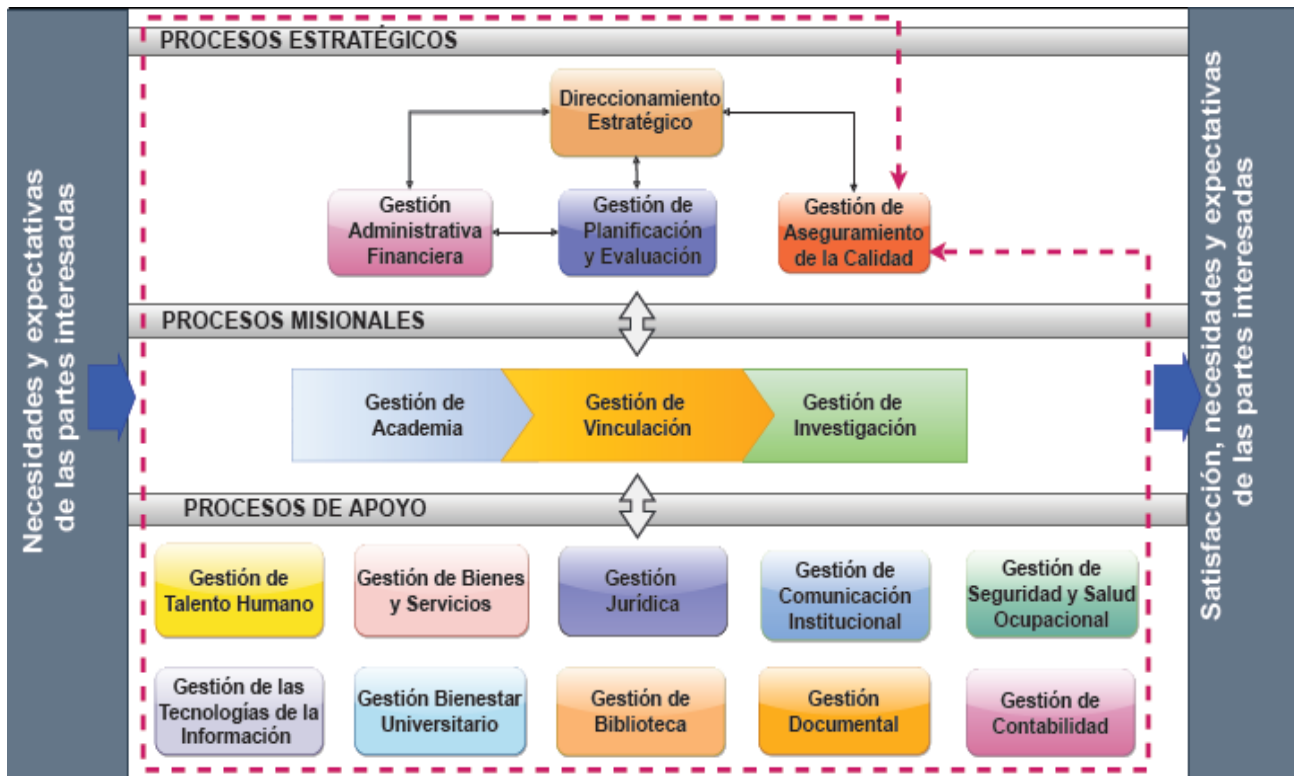 Necesidades y expectativas
de las partes interesadas
PROCESOS ESTRATÉGICOS
Direccionamiento
Estratégico
Gestión
Administrativa
Financiera
Gestión de
Planificación
y Evaluación
Gestión de
Aseguramiento
de la Calidad
PROCESOS MISIONALES
Gestión de
Academia
Gestión de
Vinculación
Gestión de
Investigación
PROCESOS DE APOYO
Gestión de
Talento Humano
Gestión de Bienes
y Servicios
Gestión
Jurídica
Gestión de
Comunicación
Institucional
Gestión de
Seguridad y Salud
Ocupacional
Gestión de las
Tecnologías de la
Información
Gestión Bienestar
Universitario
Gestión de
Biblioteca
Gestión
Documental
Gestión de
Contabilidad
Satisfacción, necesidades y expectativas
de las partes interesadas